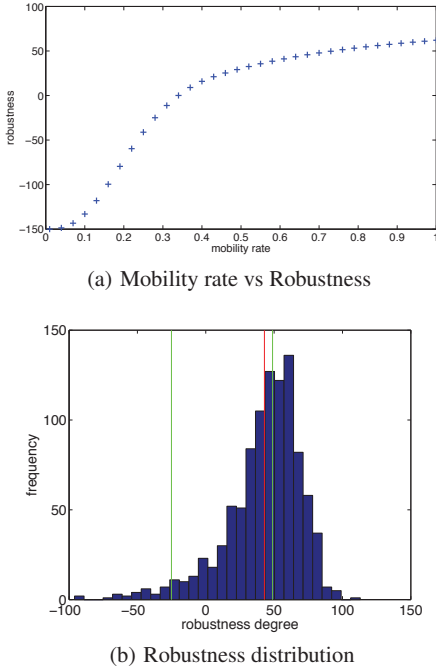 100
50
0
−50
−100
−150
robustness
0 0.1 0.2 0.3 0.4 0.5 0.6 0.7 0.8 0.9 1
mobility rate
(a) Mobility rate vs Robustness
150
100
50
0
frequency
−100 −50 0 50 100 150
robustness degree
(b) Robustness distribution